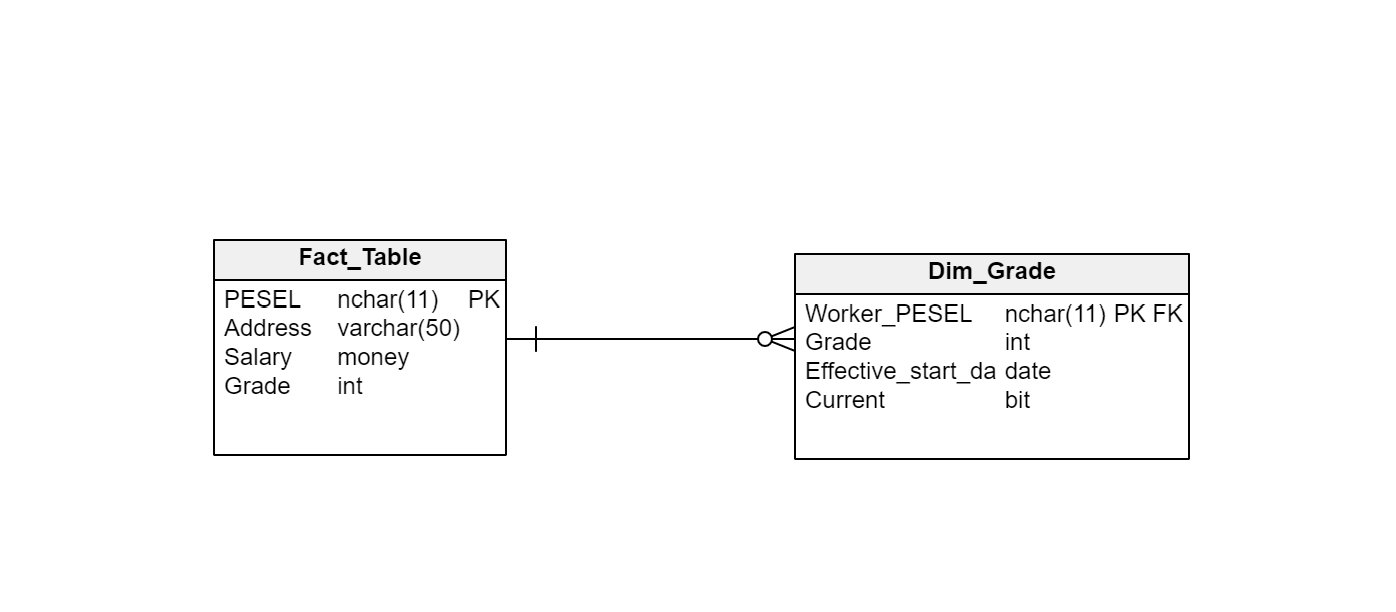 Fact_Table
PESEL nchar(11) PK
Address varchar(50)
Salary money
Grade int
Dim_Grade
Worker_PESEL nchar(11) PK FK
Grade int
Effective_start_da date
Current bit